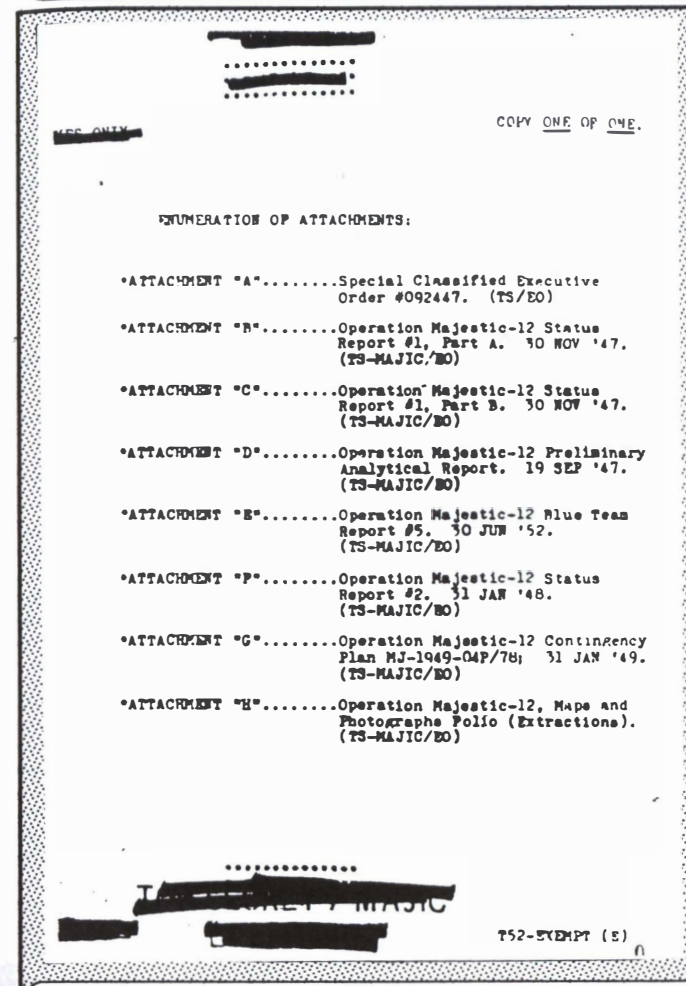 COPY ONE OF ONE.
ENUMERATION OF ATTACHMENTS:
*ATTACHMENT "A"........Special Classified Executive
Order #092447. (TS/EO)
*ATTACHMENT "B"........Operation Majestic-12 Status
Report #1, Part A. 30 NOV '47.
(TS-MAJIC/EO)
*ATTACHMENT "C"........Operation Majestic-12 Status
Report #1, Part B. 30 NOV '47.
(TS-MAJIC/EO)
*ATTACHMENT "D"........Operation Majestic-12 Preliminary
Analytical Report. 19 SEP '47.
(TS-MAJIC/EO)
*ATTACHMENT "E"........Operation Majestic-12 Blue Team
Report #5. 30 JUN '52.
(TS-MAJIC/EO)
*ATTACHMENT "F"........Operation Majestic-12 Status
Report #2. 31 JAN '48.
(TS-MAJIC/EO)
*ATTACHMENT "G"........Operation Majestic-12 Contingency
Plan MJ-1949-04P/78; 31 JAN '49.
(TS-MAJIC/EO)
*ATTACHMENT "H"........Operation Majestic-12, Maps and
Photographs Folio (Extractions).
(TS-MAJIC/EO)
/ MAJIC
T52-EXEMPT (E)